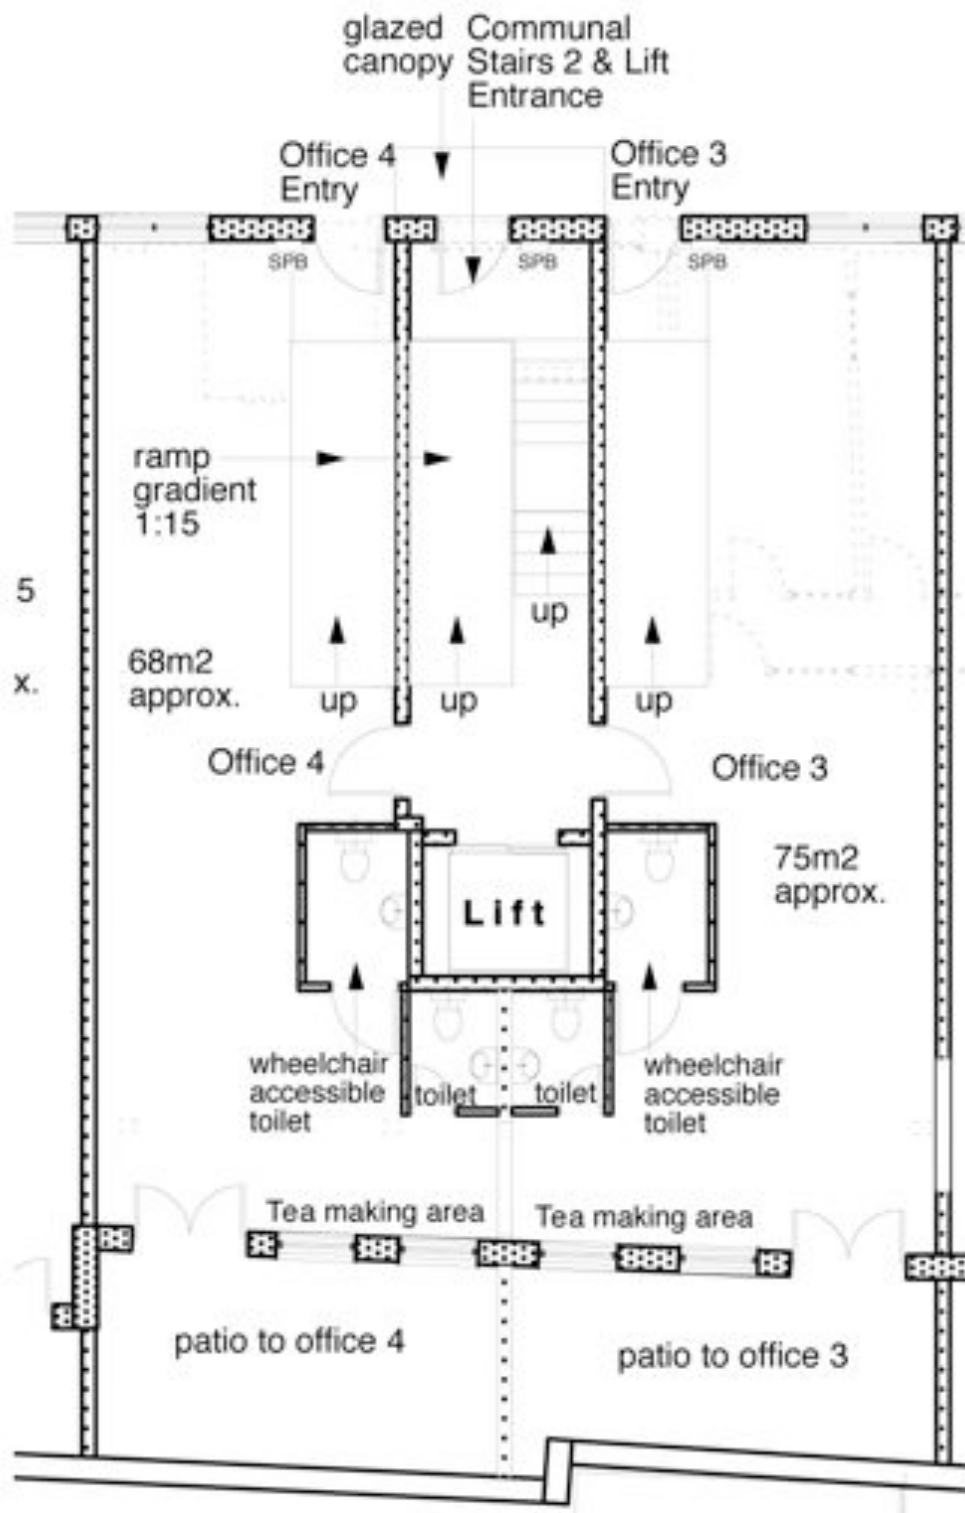 glazed
canopy
Communal
Stairs 2 & Lift
Entrance
Office 4
Entry
Office 3
Entry
SPB
SPB
SPB
ramp
gradient
1:15
5
x.
up
68m2
approx.
up
up
up
Office 4
Office 3
75m2
approx.
Lift
wheelchair
accessible
toilet
toilet
toilet
wheelchair
accessible
toilet
Tea making area
Tea making area
patio to office 4
patio to office 3